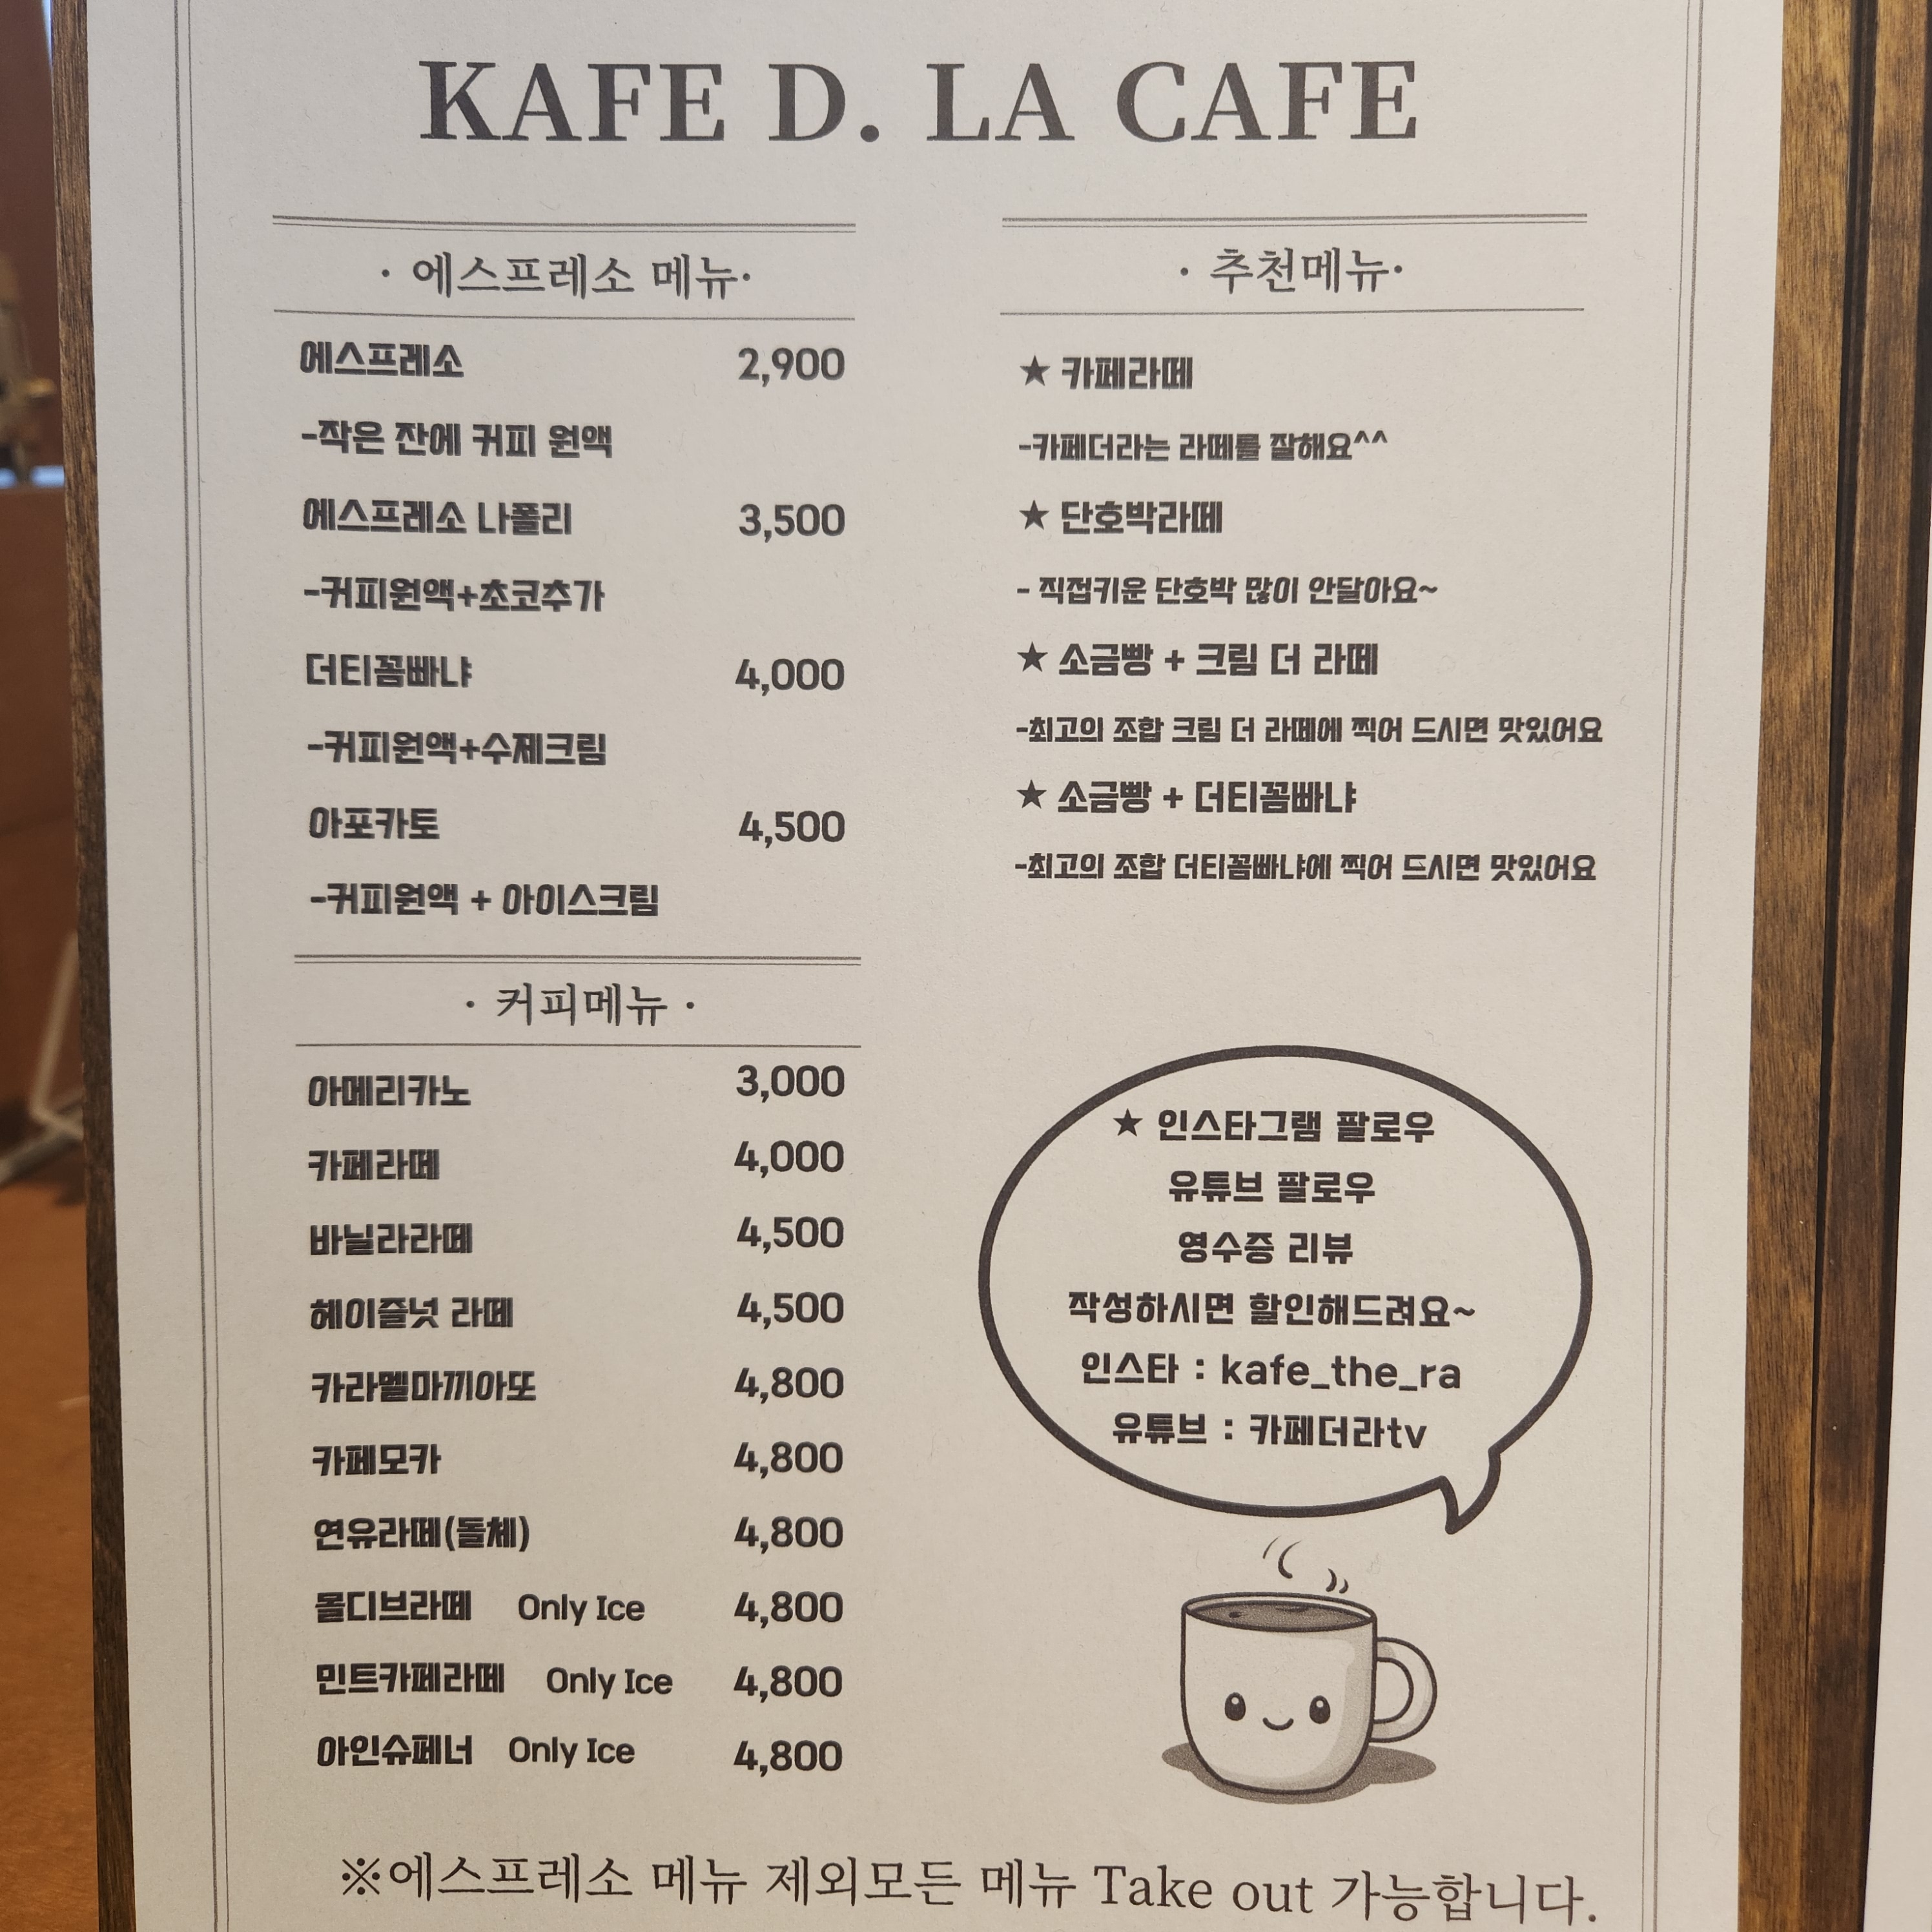 KAFE D. LA CAFE
· 에스프레소 메뉴·
에스프레소 2,900
-작은 잔에 커피 원액
에스프레소 나폴리 3,500
-커피원액+초코추가
더티꼼빠냐 4,000
-커피원액+수제크림
아포카토 4,500
-커피원액 + 아이스크림
· 커피메뉴 ·
아메리카노 3,000
카페라떼 4,000
바닐라라떼 4,500
헤이즐넛 라떼 4,500
카라멜마끼아또 4,800
카페모카 4,800
연유라떼(돌체) 4,800
몰디브라떼 Only Ice 4,800
민트카페라떼 Only Ice 4,800
아인슈페너 Only Ice 4,800
· 추천메뉴·
★ 카페라떼
-카페더라는 라떼를 잘해요^^
★ 단호박라떼
- 직접키운 단호박 많이 안달아요~
★ 소금빵 + 크림 더 라떼
-최고의 조합 크림 더 라떼에 찍어 드시면 맛있어요
★ 소금빵 + 더티꼼빠냐
-최고의 조합 더티꼼빠냐에 찍어 드시면 맛있어요
★ 인스타그램 팔로우
유튜브 팔로우
영수증 리뷰
작성하시면 할인해드려요~
인스타 : kafe_the_ra
유튜브 : 카페더라tv
※에스프레소 메뉴 제외모든 메뉴 Take out 가능합니다.